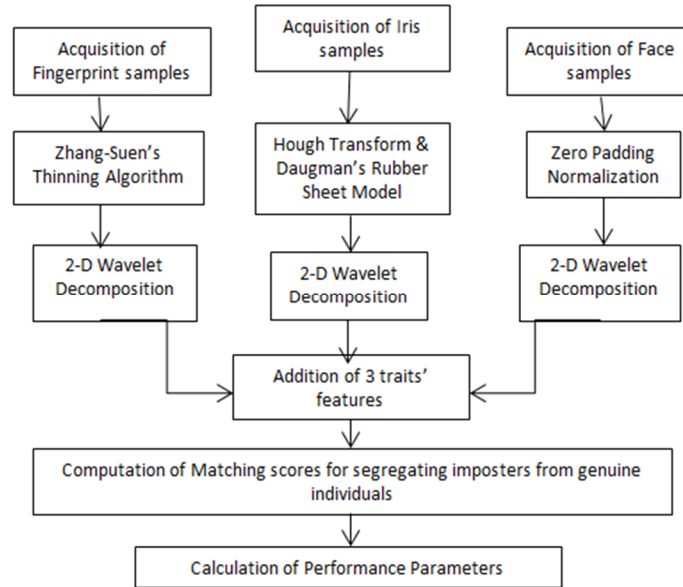 Acquisition of
Fingerprint samples
Acquisition of Iris
samples
Acquisition of Face
samples
Zhang-Suen's
Thinning Algorithm
Hough Transform &
Daugman's Rubber
Sheet Model
Zero Padding
Normalization
2-D Wavelet
Decomposition
2-D Wavelet
Decomposition
2-D Wavelet
Decomposition
Addition of 3 traits'
features
Computation of Matching scores for segregating imposters from genuine
individuals
Calculation of Performance Parameters